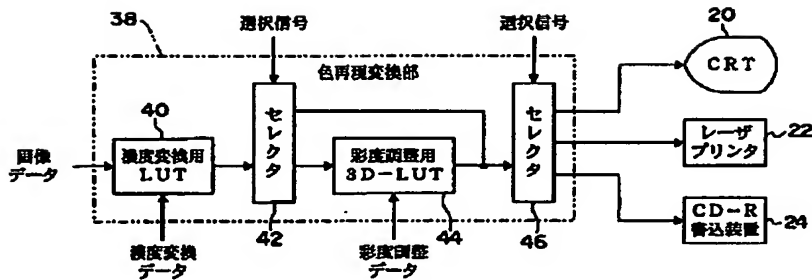 38
選択信号
選択信号
20
CRT
色再現変換部
40
画像
データ
濃度変換用
LUT
セレクタ
彩度調整用
3D-LUT
セレクタ
レーザ
プリンタ
22
42
44
46
濃度変換
データ
彩度調整
データ
CD-R
書込装置
24